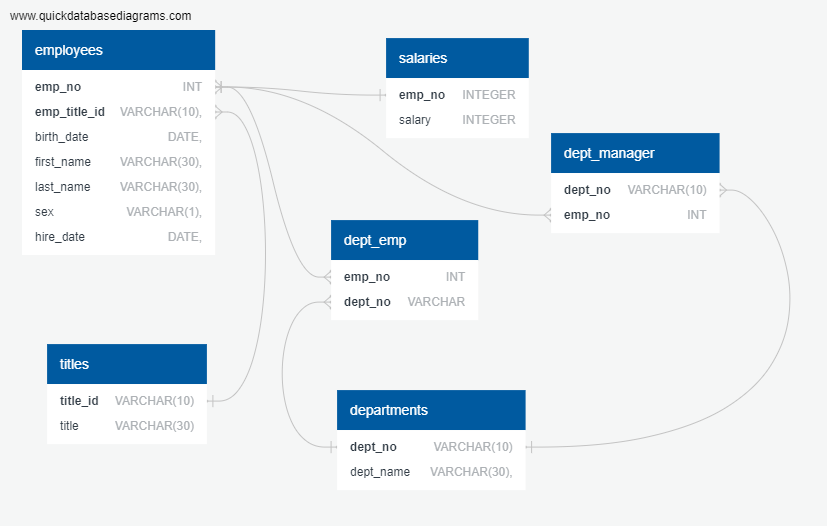 www.quickdatabasediagrams.com
employees
emp_no INT
emp_title_id VARCHAR(10),
birth_date DATE,
first_name VARCHAR(30),
last_name VARCHAR(30),
sex VARCHAR(1),
hire_date DATE,
salaries
emp_no INTEGER
salary INTEGER
dept_manager
dept_no VARCHAR(10)
emp_no INT
dept_emp
emp_no INT
dept_no VARCHAR
titles
title_id VARCHAR(10)
title VARCHAR(30)
departments
dept_no VARCHAR(10)
dept_name VARCHAR(30),